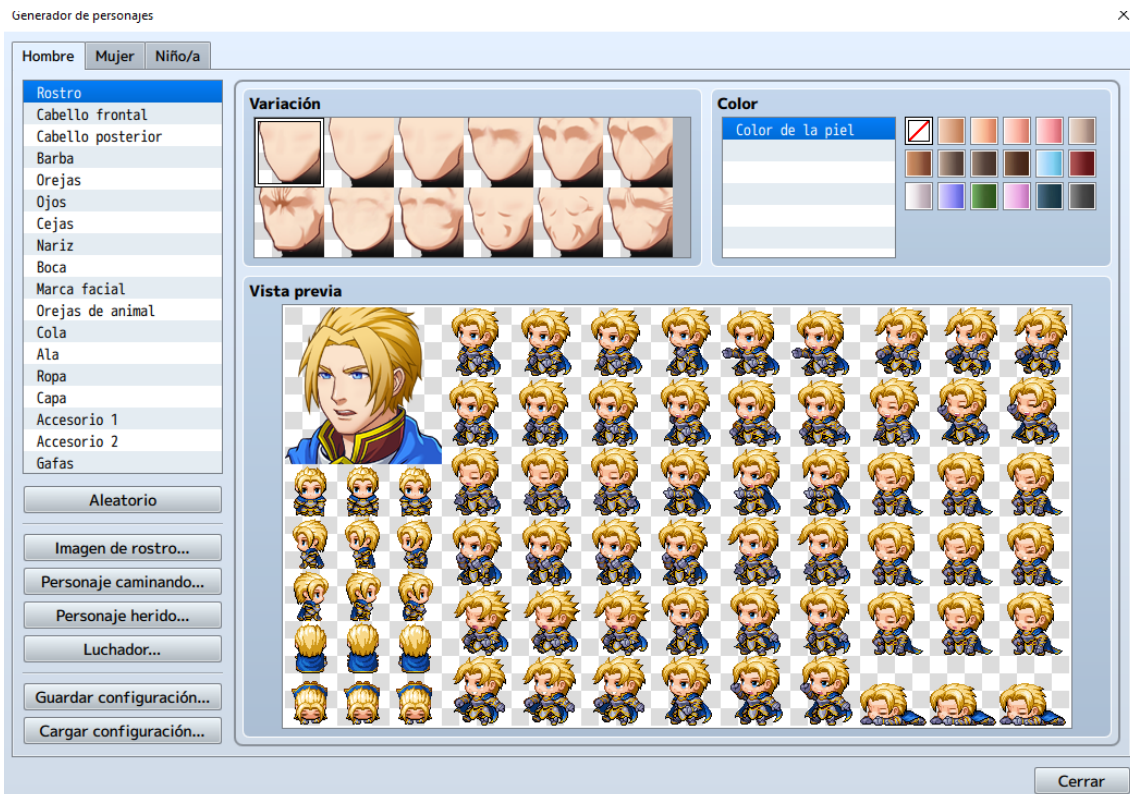 Generador de personajes
Hombre
Mujer
Niño/a
Rostro
Cabello frontal
Cabello posterior
Barba
Orejas
Ojos
Cejas
Nariz
Boca
Marca facial
Orejas de animal
Cola
Ala
Ropa
Capa
Accesorio 1
Accesorio 2
Gafas
Aleatorio
Imagen de rostro...
Personaje caminando...
Personaje herido...
Luchador...
Guardar configuración...
Cargar configuración...
Variación
Color
Color de la piel
Vista previa
Cerrar